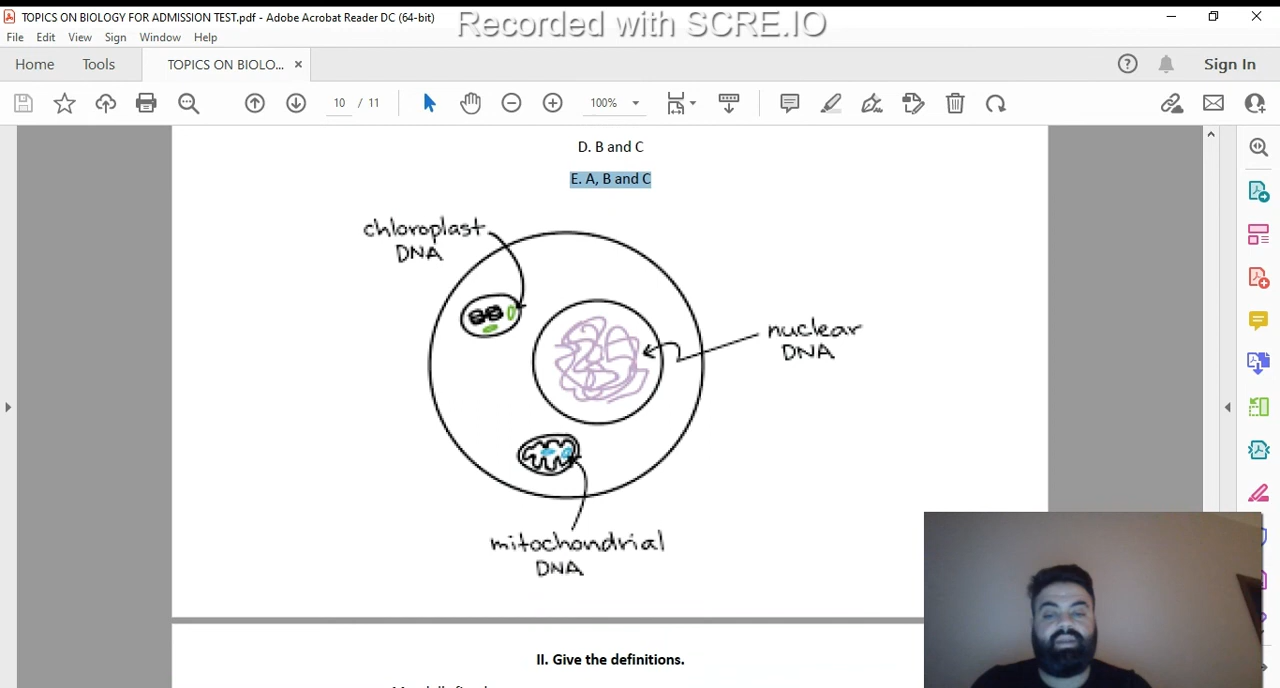 TOPICS ON BIOLOGY FOR ADMISSION TEST.pdf - Adobe Acrobat Reader DC (64-bit)
Recorded with SCRE.IO
File Edit View Sign Window Help
Home Tools TOPICS ON BIOLO... × Sign In
10 / 11 100%
D. B and C
E. A, B and C
chloroplast
DNA
nuclear
DNA
mitochondrial
DNA
II. Give the definitions.